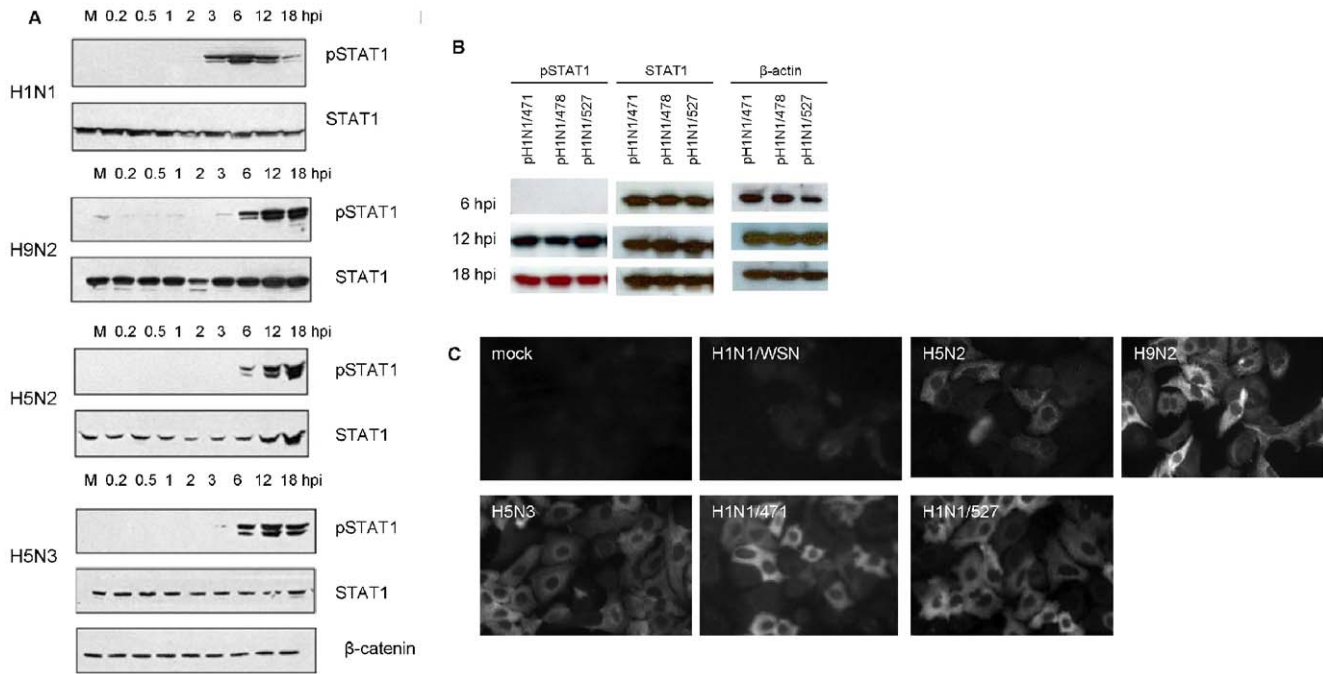 A
M 0.2 0.5 1 2 3 6 12 18 hpi
pSTAT1
H1N1
STAT1
M 0.2 0.5 1 2 3 6 12 18 hpi
pSTAT1
H9N2
STAT1
M 0.2 0.5 1 2 3 6 12 18 hpi
pSTAT1
H5N2
STAT1
M 0.2 0.5 1 2 3 6 12 18 hpi
pSTAT1
H5N3
STAT1
β-catenin
B
pSTAT1 STAT1 β-actin
pH1N1/471 pH1N1/478 pH1N1/527 pH1N1/471 pH1N1/478 pH1N1/527 pH1N1/471 pH1N1/478 pH1N1/527
6 hpi
12 hpi
18 hpi
C
mock H1N1/WSN H5N2 H9N2
H5N3 H1N1/471 H1N1/527